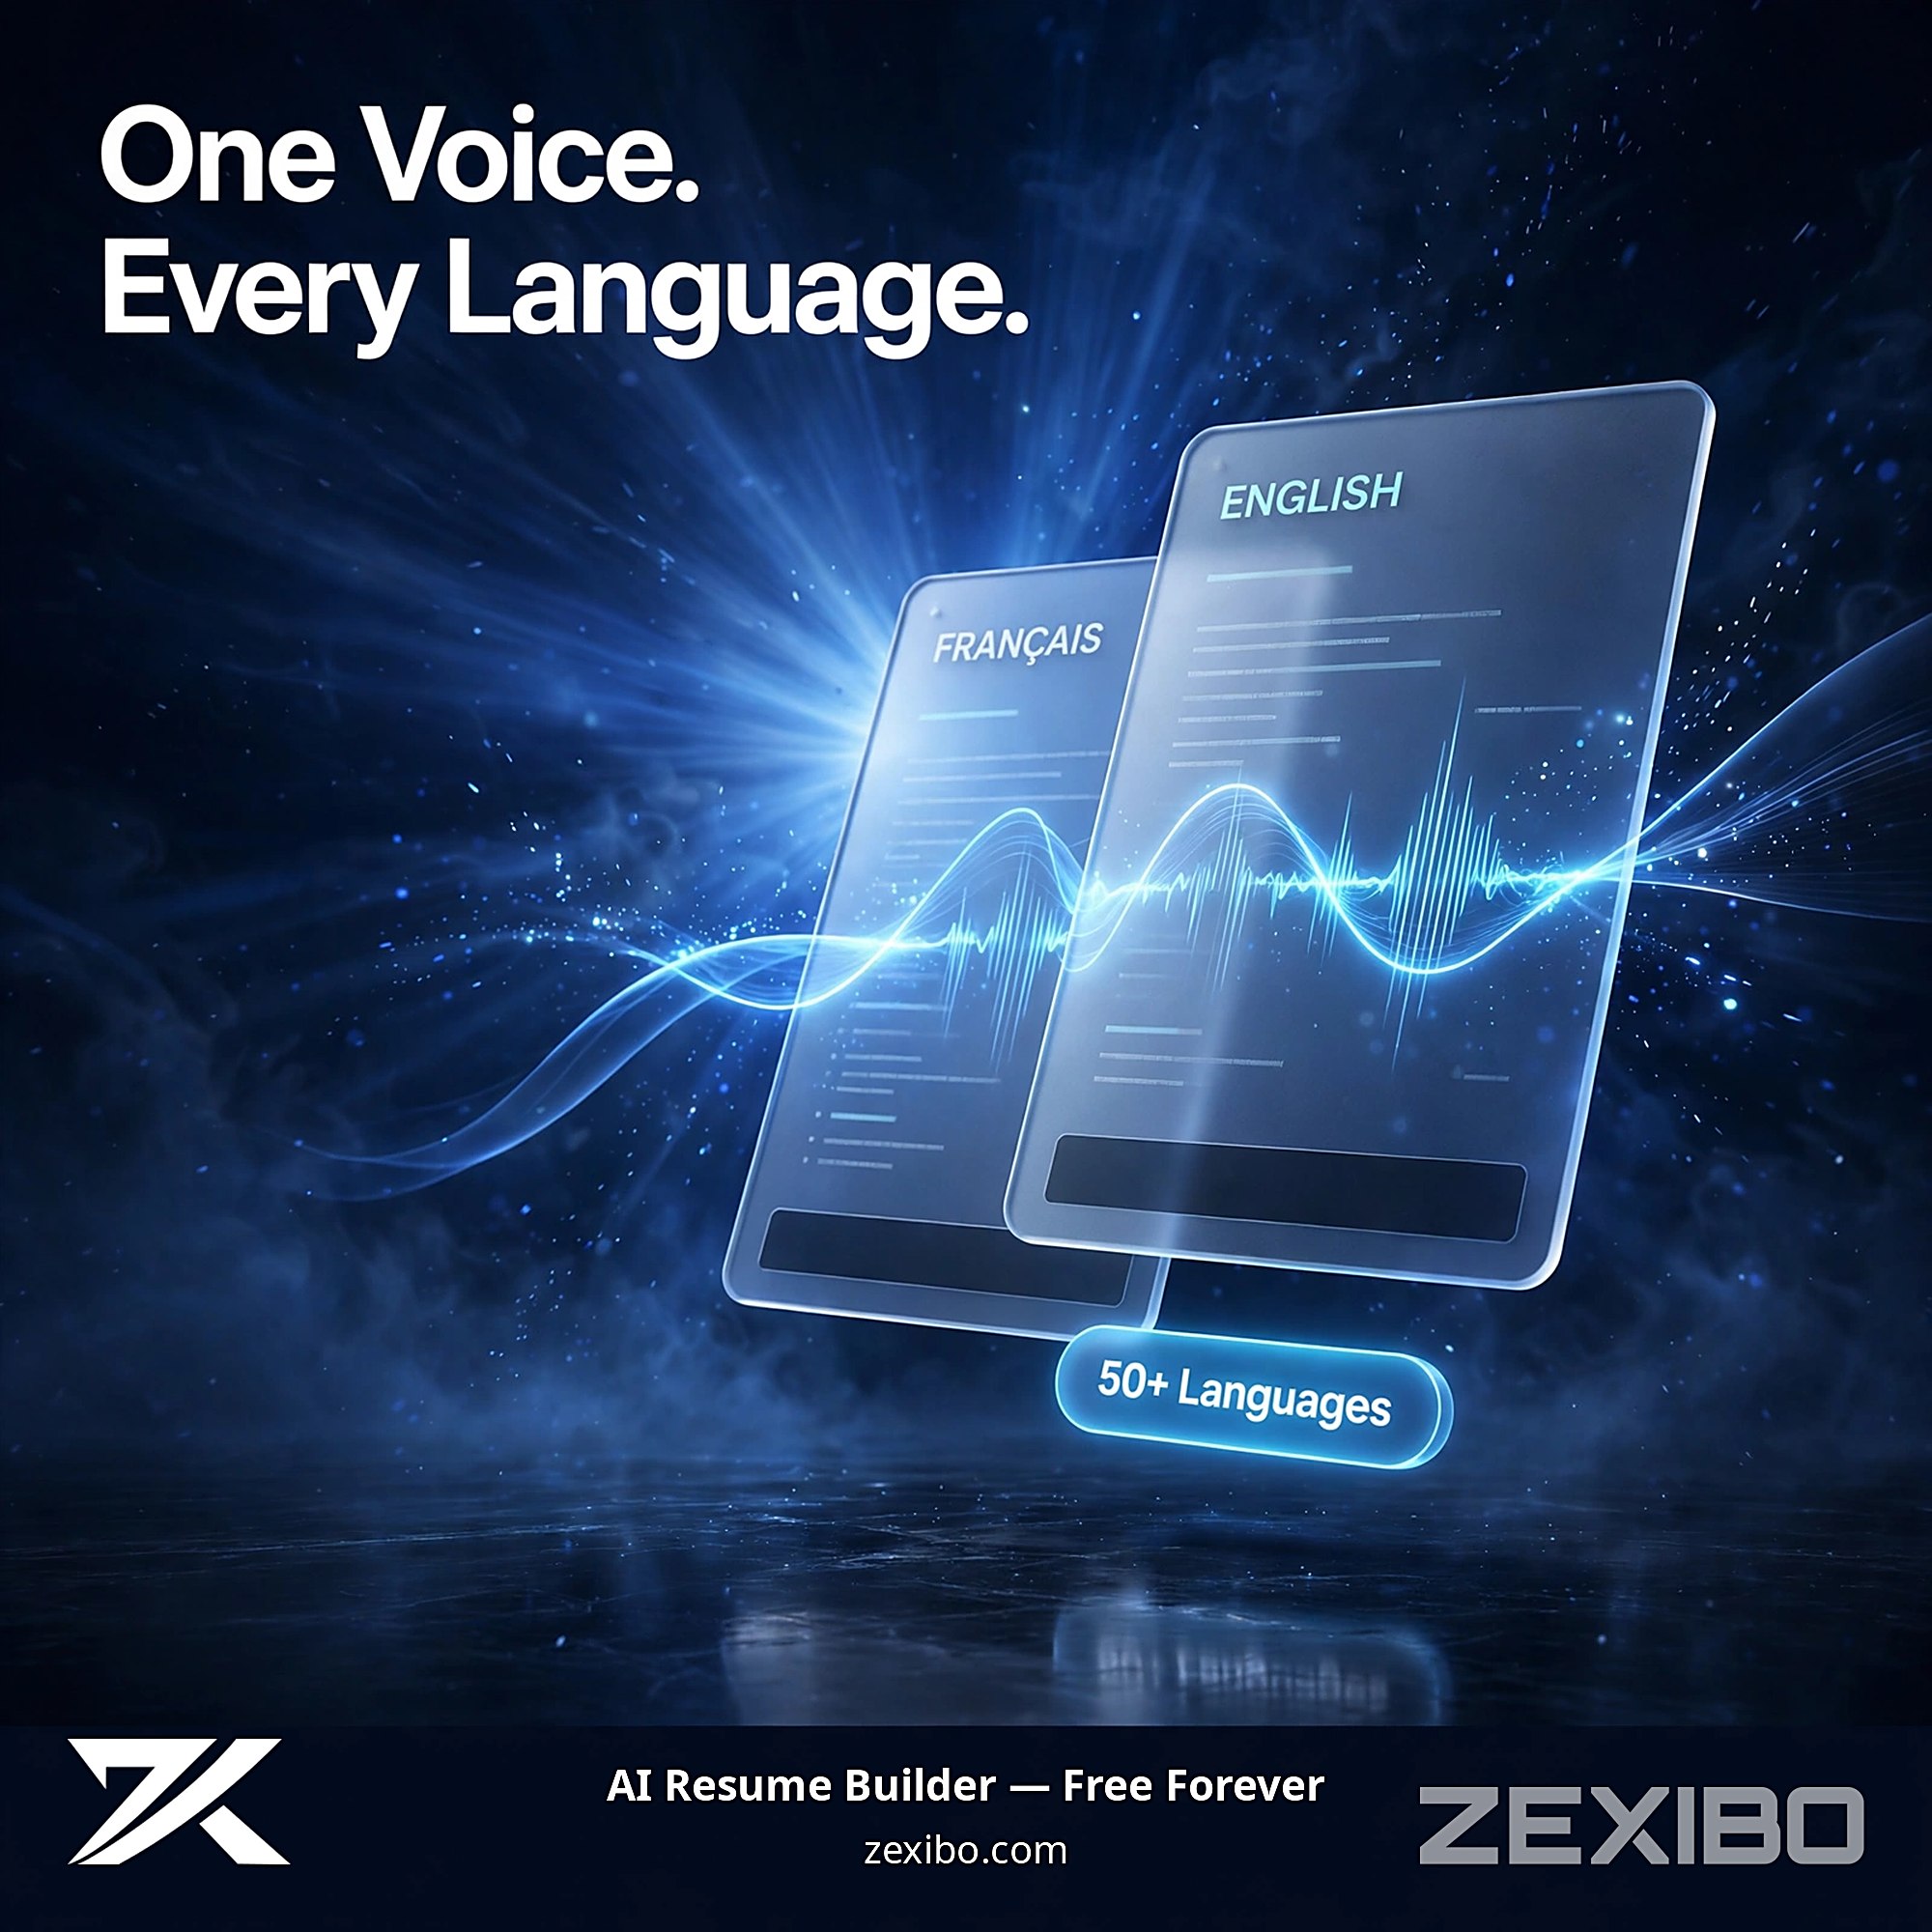 One Voice.
Every Language.
ENGLISH
FRANÇAIS
50+ Languages
AI Resume Builder — Free Forever
zexibo.com
ZEXIBO